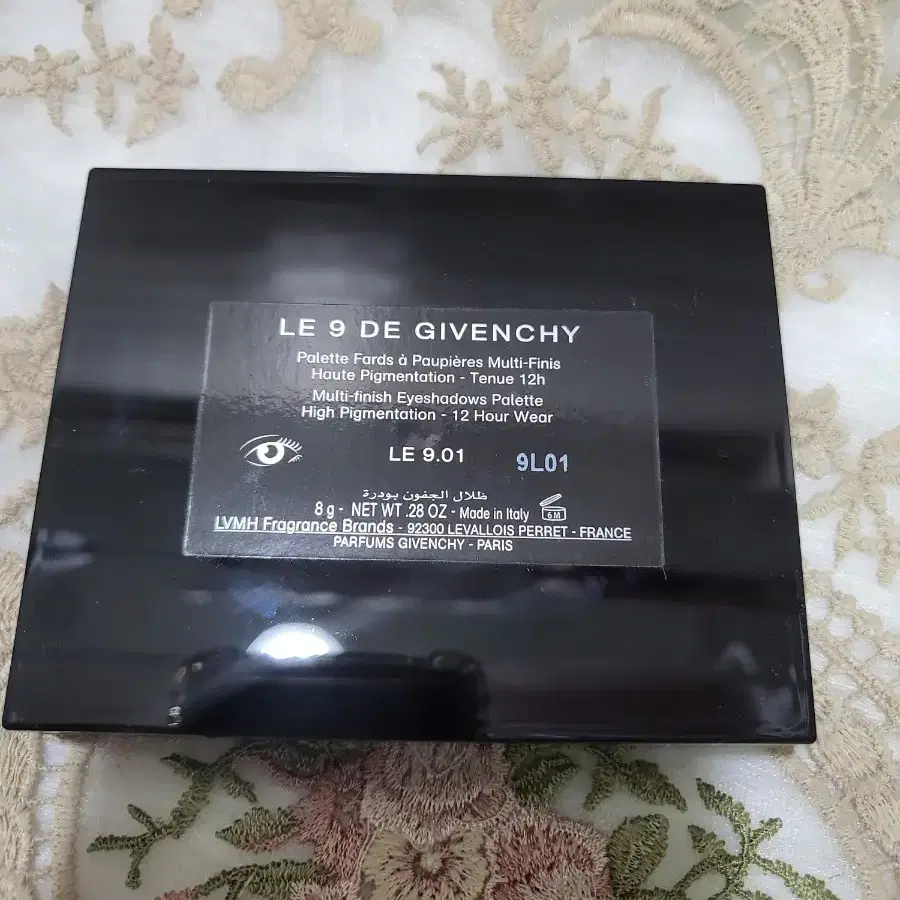 LE 9 DE GIVENCHY
Palette Fards à Paupières Multi-Finis
Haute Pigmentation - Tenue 12h
Multi-finish Eyeshadows Palette
High Pigmentation - 12 Hour Wear
LE 9.01 9L01
ظلال الجفون بودرة
8 g - NET WT .28 OZ - Made in Italy 6M
LVMH Fragrance Brands - 92300 LEVALLOIS PERRET - FRANCE
PARFUMS GIVENCHY - PARIS